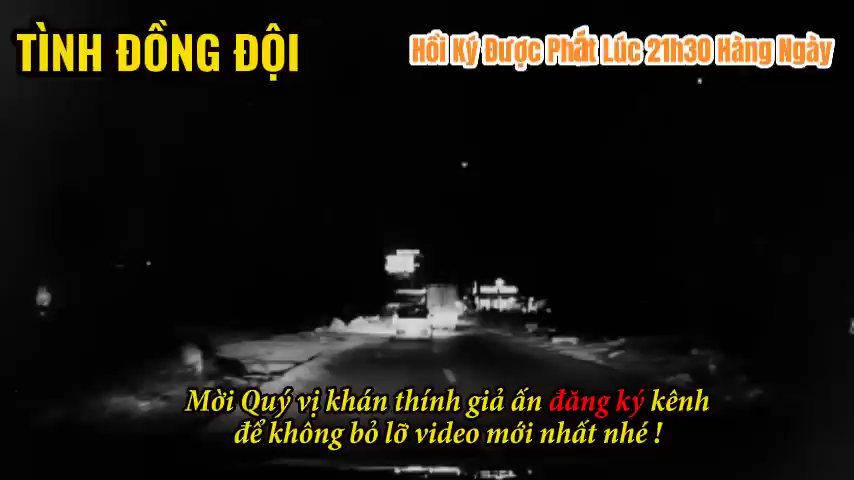 TÌNH ĐỒNG ĐỘI
Hồi Ký Được Phát Lúc 21h30 Hàng Ngày
Mời Quý vị khán thính giả ấn đăng ký kênh
để không bỏ lỡ video mới nhất nhé !